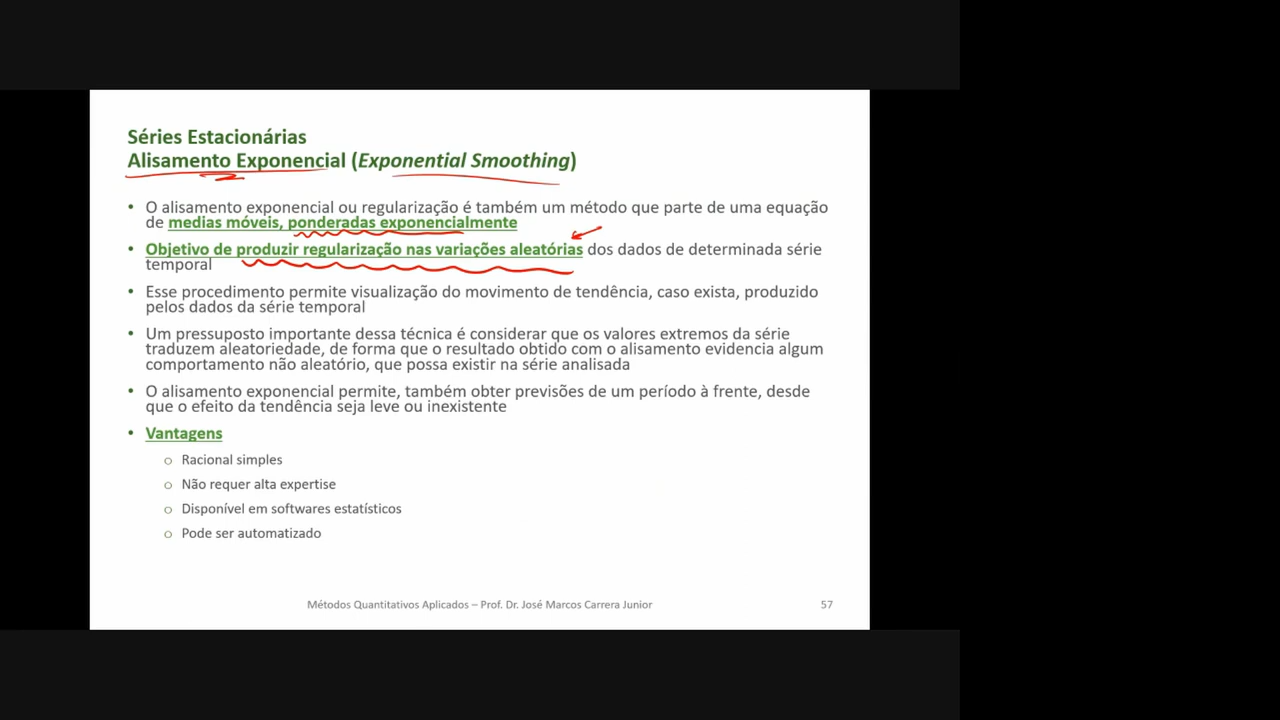 Séries Estacionárias
Alisamento Exponencial (Exponential Smoothing)
• O alisamento exponencial ou regularização é também um método que parte de uma equação
de medias móveis, ponderadas exponencialmente
• Objetivo de produzir regularização nas variações aleatórias dos dados de determinada série
temporal
• Esse procedimento permite visualização do movimento de tendência, caso exista, produzido
pelos dados da série temporal
• Um pressuposto importante dessa técnica é considerar que os valores extremos da série
traduzem aleatoriedade, de forma que o resultado obtido com o alisamento evidencia algum
comportamento não aleatório, que possa existir na série analisada
• O alisamento exponencial permite, também obter previsões de um período à frente, desde
que o efeito da tendência seja leve ou inexistente
• Vantagens
o Racional simples
o Não requer alta expertise
o Disponível em softwares estatísticos
o Pode ser automatizado
Métodos Quantitativos Aplicados – Prof. Dr. José Marcos Carrera Junior
57